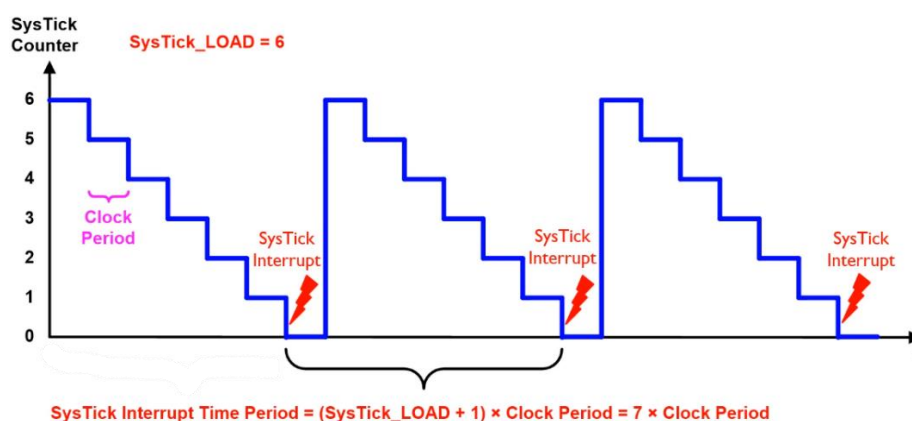 SysTick
Counter
SysTick_LOAD = 6
6
5
4
3
2
1
0
Clock
Period
SysTick
Interrupt
SysTick
Interrupt
SysTick
Interrupt
SysTick Interrupt Time Period = (SysTick_LOAD + 1) × Clock Period = 7 × Clock Period